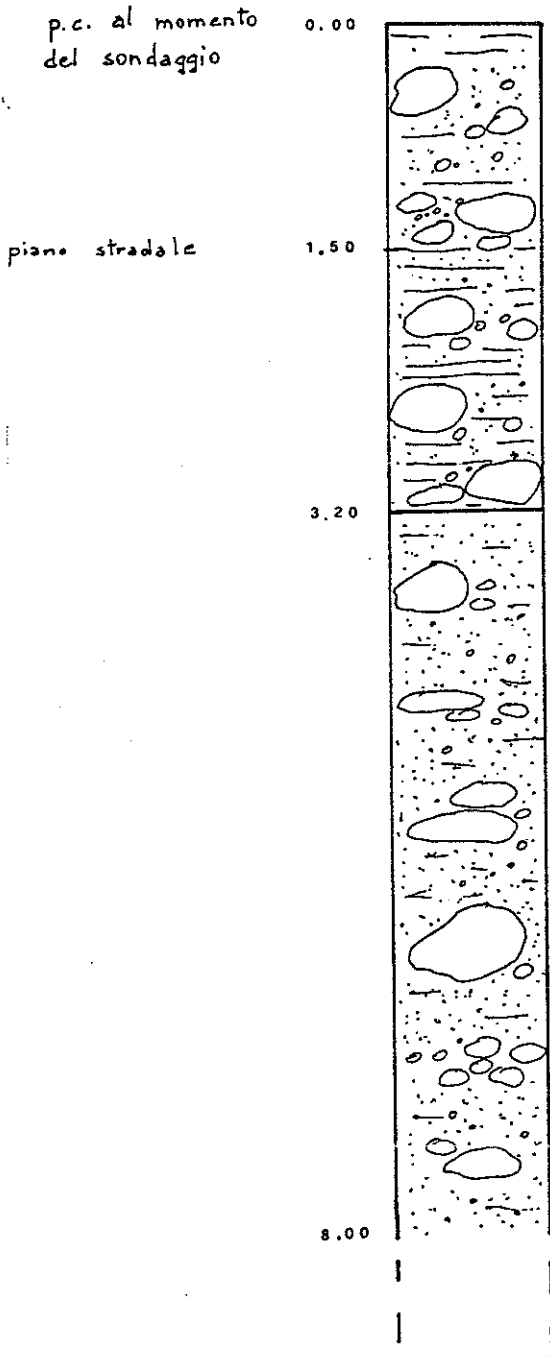 p.c. al momento 0.00
del sondaggio
piano stradale 1.50
3.20
8.00